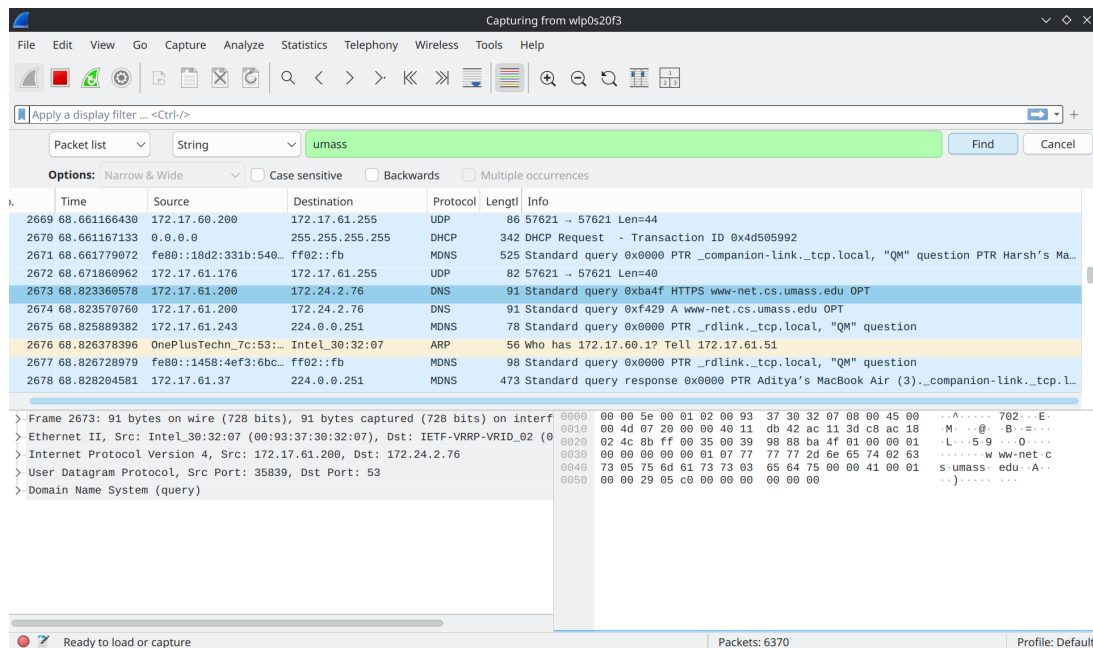 Capturing from wlp0s20f3
File Edit View Go Capture Analyze Statistics Telephony Wireless Tools Help
Apply a display filter ... <Ctrl-/>
Packet list String umass Find Cancel
Options: Narrow & Wide Case sensitive Backwards Multiple occurrences
. Time Source Destination Protocol Lengtl Info
2669 68.661166430 172.17.60.200 172.17.61.255 UDP 86 57621 → 57621 Len=44
2670 68.661167133 0.0.0.0 255.255.255.255 DHCP 342 DHCP Request - Transaction ID 0x4d505992
2671 68.661779072 fe80::18d2:331b:540… ff02::fb MDNS 525 Standard query 0x0000 PTR _companion-link._tcp.local, "QM" question PTR Harsh's Ma…
2672 68.671860962 172.17.61.176 172.17.61.255 UDP 82 57621 → 57621 Len=40
2673 68.823360578 172.17.61.200 172.24.2.76 DNS 91 Standard query 0xba4f HTTPS www-net.cs.umass.edu OPT
2674 68.823570760 172.17.61.200 172.24.2.76 DNS 91 Standard query 0xf429 A www-net.cs.umass.edu OPT
2675 68.825889382 172.17.61.243 224.0.0.251 MDNS 78 Standard query 0x0000 PTR _rdlink._tcp.local, "QM" question
2676 68.826378396 OnePlusTechn_7c:53:… Intel_30:32:07 ARP 56 Who has 172.17.60.1? Tell 172.17.61.51
2677 68.826728979 fe80::1458:4ef3:6bc… ff02::fb MDNS 98 Standard query 0x0000 PTR _rdlink._tcp.local, "QM" question
2678 68.828204581 172.17.61.37 224.0.0.251 MDNS 473 Standard query response 0x0000 PTR Aditya's MacBook Air (3)._companion-link._tcp.l…
Frame 2673: 91 bytes on wire (728 bits), 91 bytes captured (728 bits) on interf
Ethernet II, Src: Intel_30:32:07 (00:93:37:30:32:07), Dst: IETF-VRRP-VRID_02 (0
Internet Protocol Version 4, Src: 172.17.61.200, Dst: 172.24.2.76
User Datagram Protocol, Src Port: 35839, Dst Port: 53
Domain Name System (query)
0000 00 00 5e 00 01 02 00 93 37 30 32 07 08 00 45 00 ··^····· 702···E·
0010 00 4d 07 20 00 00 40 11 db 42 ac 11 3d c8 ac 18 ·M· ··@· ·B··=···
0020 02 4c 8b ff 00 35 00 39 98 88 ba 4f 01 00 00 01 ·L···5·9 ···O····
0030 00 00 00 00 00 01 07 77 77 77 2d 6e 65 74 02 63 ·······w ww-net·c
0040 73 05 75 6d 61 73 73 03 65 64 75 00 00 41 00 01 s·umass· edu··A··
0050 00 00 29 05 c0 00 00 00 00 00 00 ··)····· ···
Ready to load or capture
Packets: 6370
Profile: Default